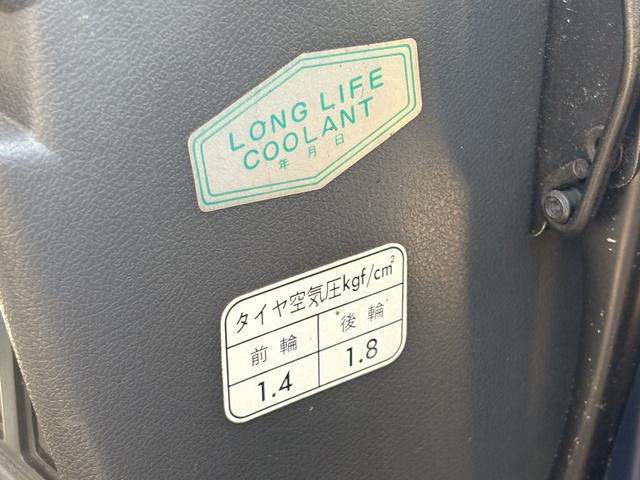 LONG LIFE
COOLANT
年 月 日
タイヤ空気圧kgf/cm²
前輪 後輪
1.4 1.8